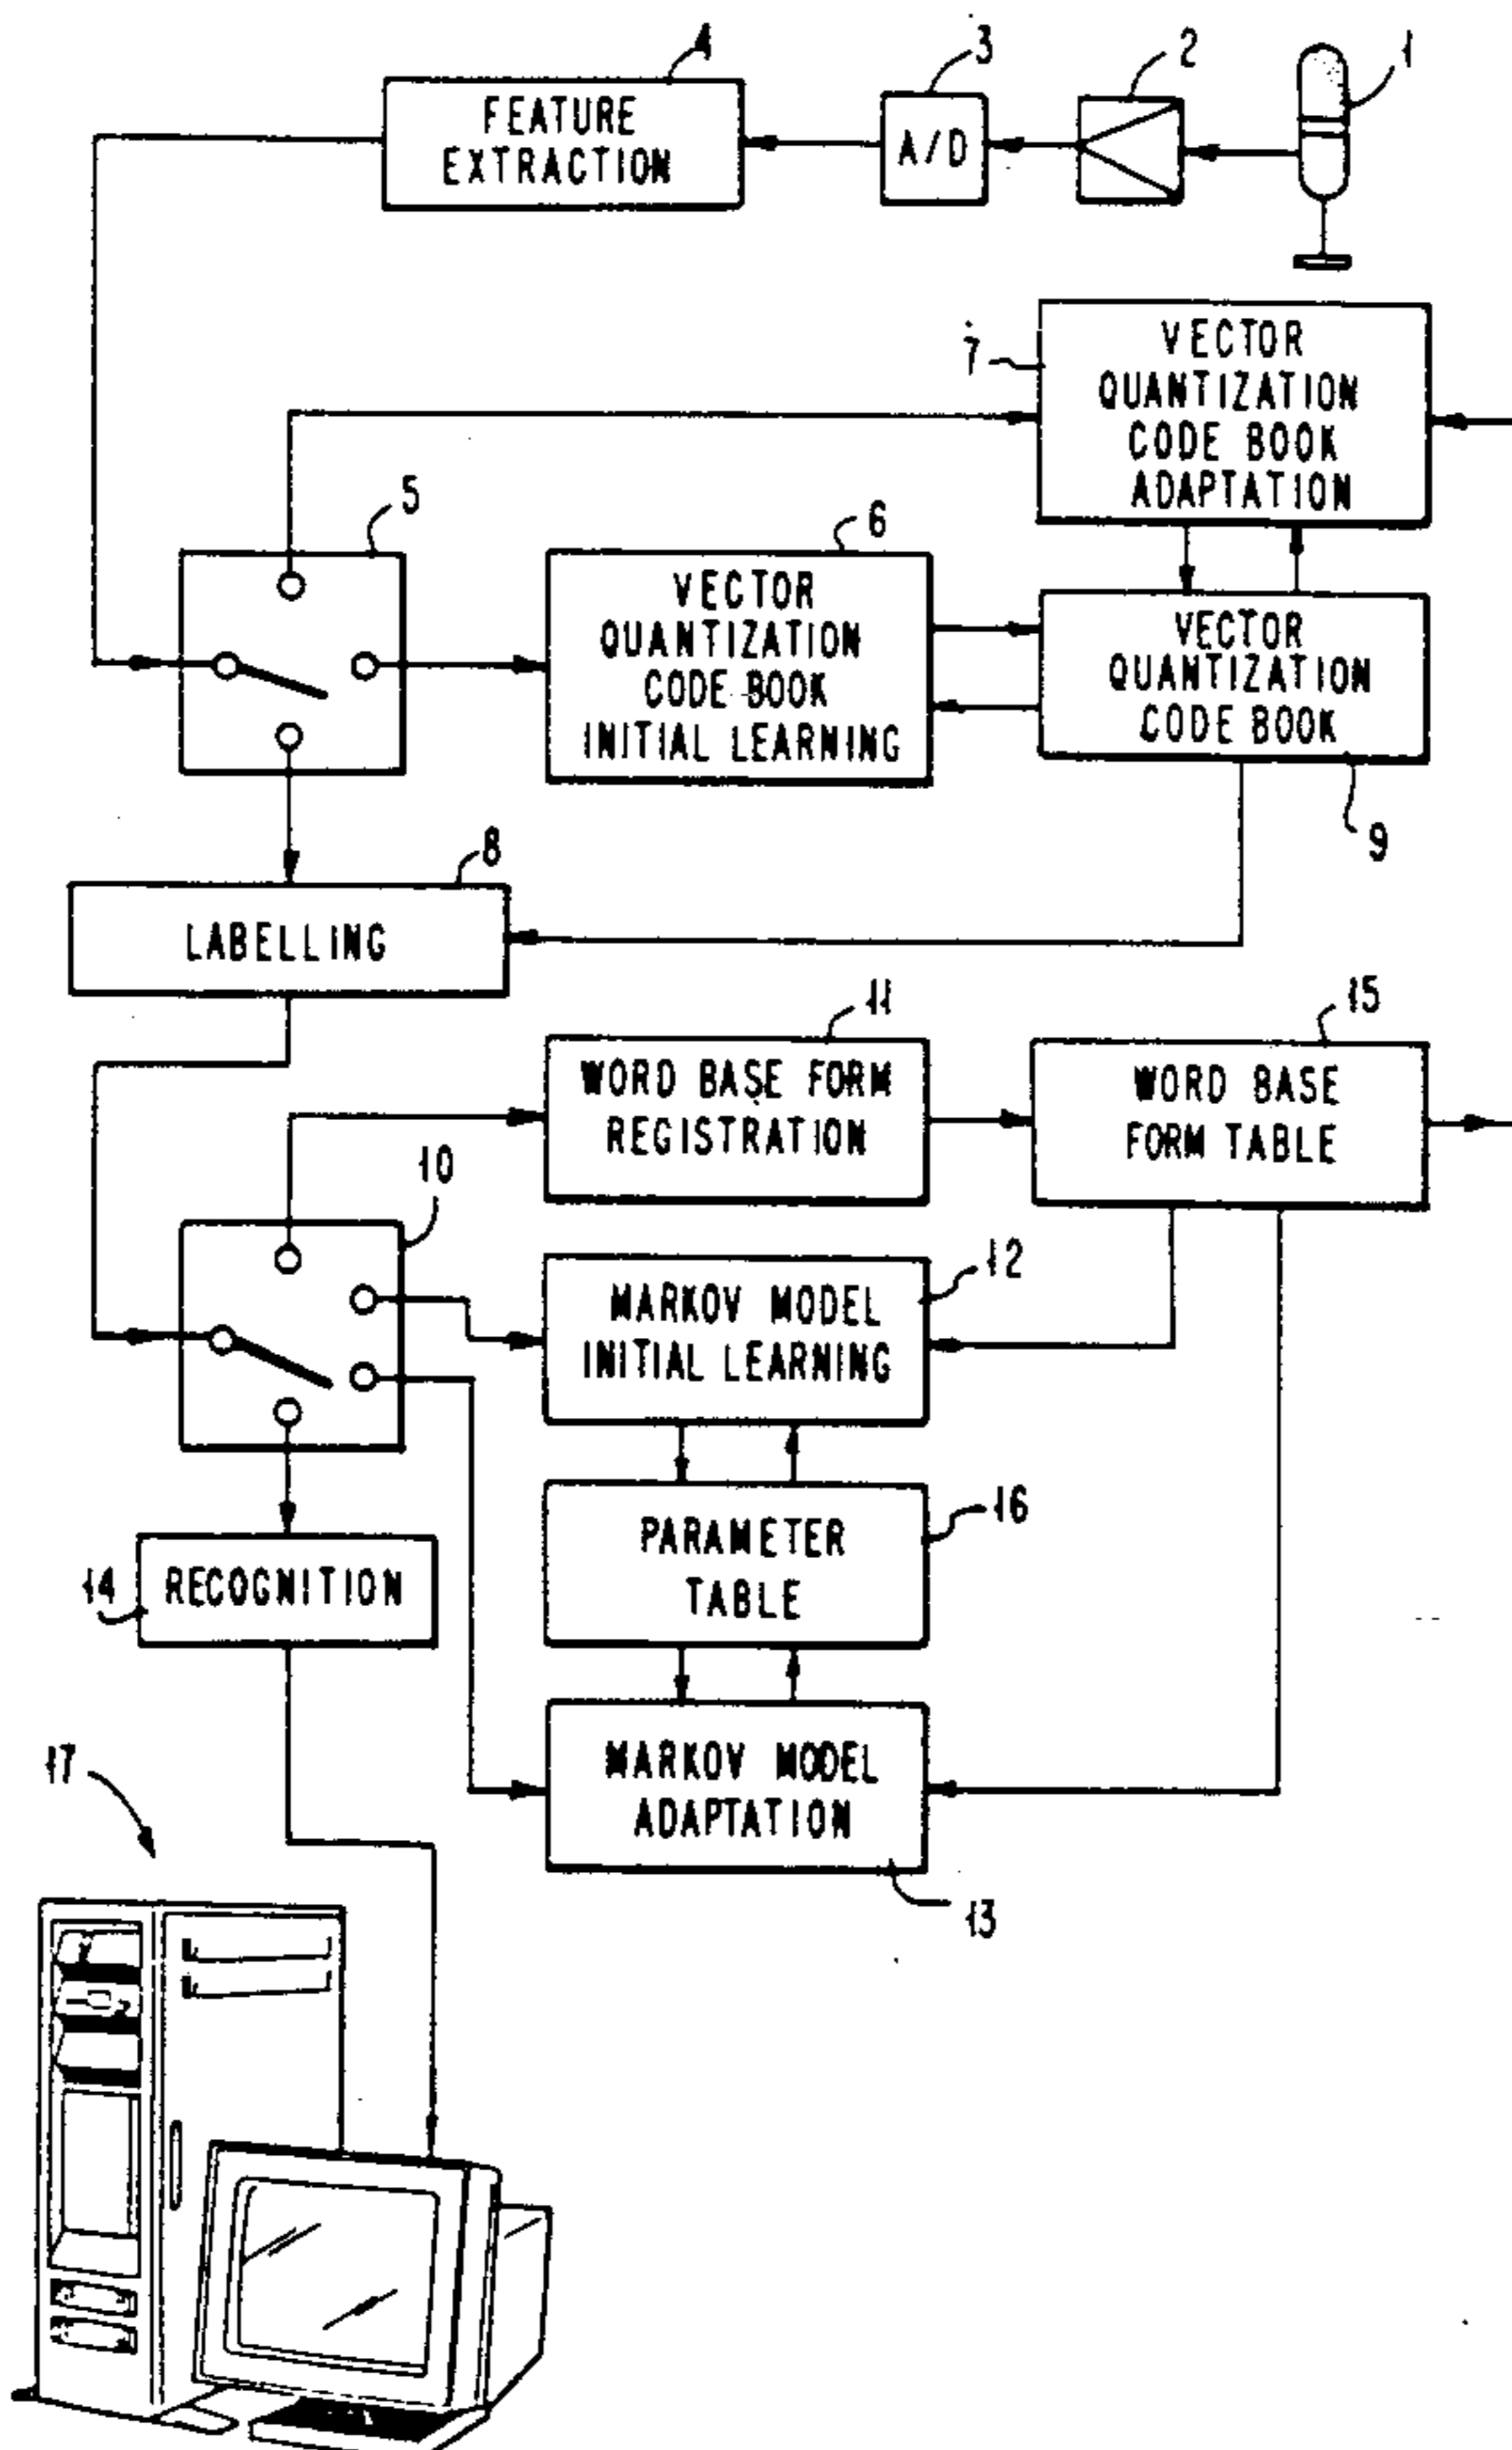 4
3
2
1
FEATURE
EXTRACTION
A/D
7
VECTOR
QUANTIZATION
CODE BOOK
ADAPTATION
5
6
VECTOR
QUANTIZATION
CODE BOOK
INITIAL LEARNING
VECTOR
QUANTIZATION
CODE BOOK
9
8
LABELLING
11
15
WORD BASE FORM
REGISTRATION
WORD BASE
FORM TABLE
10
12
MARKOV MODEL
INITIAL LEARNING
16
PARAMETER
TABLE
14
RECOGNITION
17
MARKOV MODEL
ADAPTATION
13